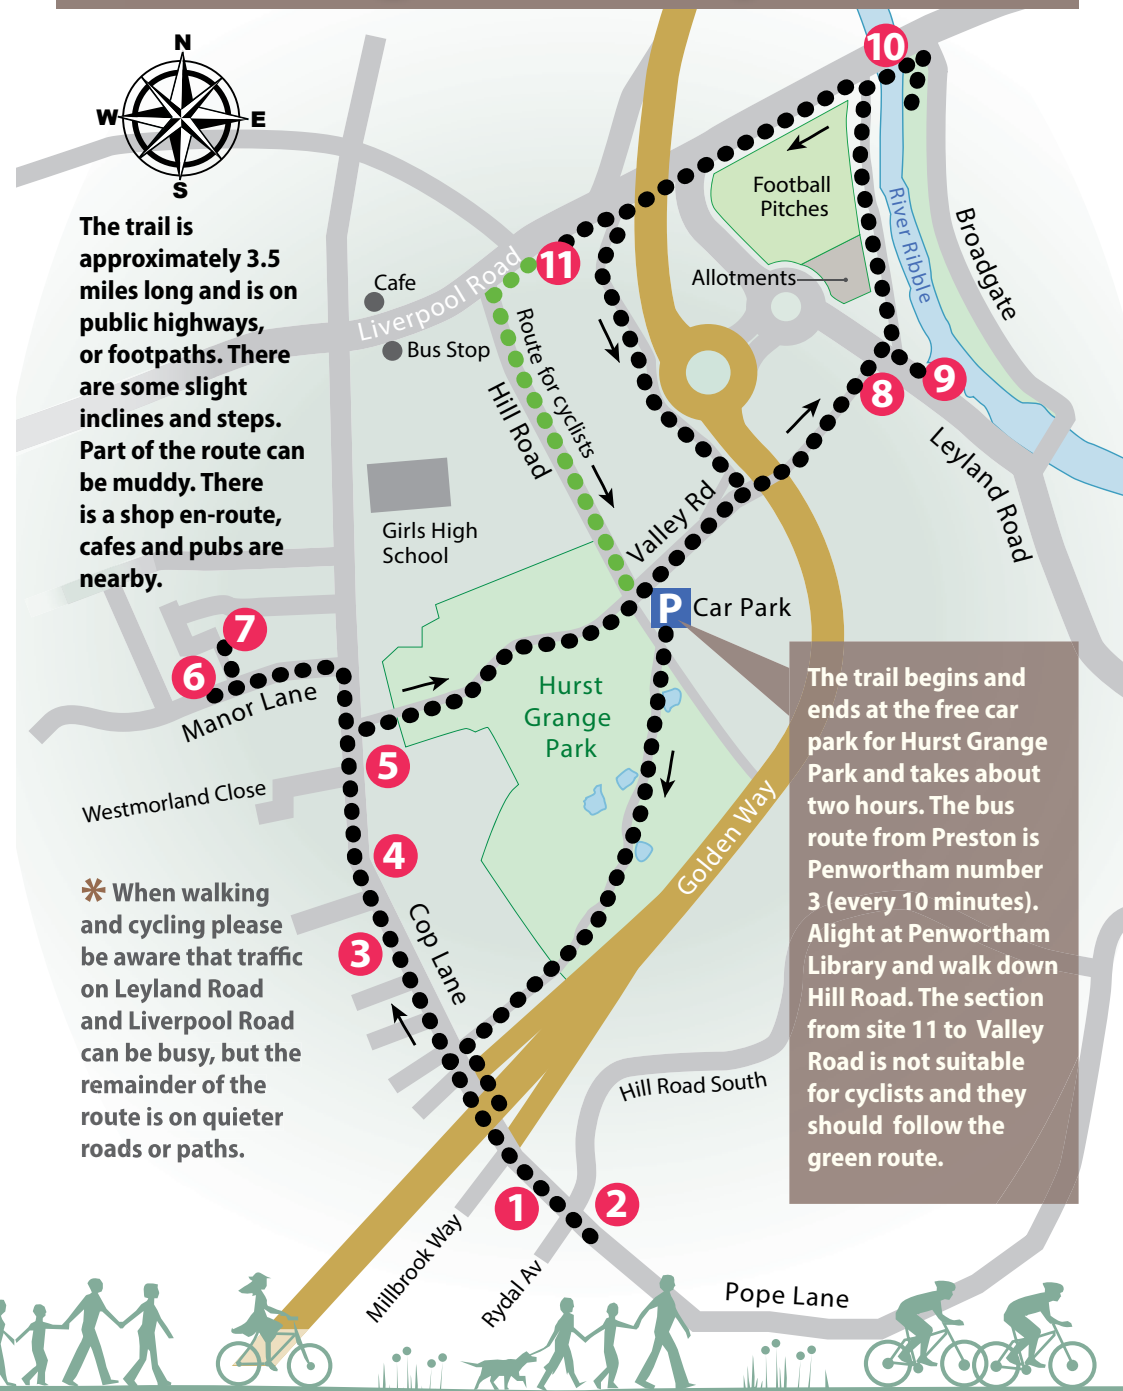 N
W
E
S
The trail is
approximately 3.5
miles long and is on
public highways,
or footpaths. There
are some slight
inclines and steps.
Part of the route can
be muddy. There
is a shop en-route,
cafes and pubs are
nearby.
10
Football
Pitches
River Ribble
Broadgate
Allotments
11
Cafe
Liverpool Road
Bus Stop
Route for cyclists
Hill Road
8
9
Leyland Road
Girls High
School
Valley Rd
P Car Park
7
6
Manor Lane
Hurst
Grange
Park
5
Westmorland Close
4
3
Cop Lane
Golden Way
The trail begins and
ends at the free car
park for Hurst Grange
Park and takes about
two hours. The bus
route from Preston is
Penwortham number
3 (every 10 minutes).
Alight at Penwortham
Library and walk down
Hill Road. The section
from site 11 to Valley
Road is not suitable
for cyclists and they
should follow the
green route.
* When walking
and cycling please
be aware that traffic
on Leyland Road
and Liverpool Road
can be busy, but the
remainder of the
route is on quieter
roads or paths.
Hill Road South
1
2
Millbrook Way
Rydal Av
Pope Lane